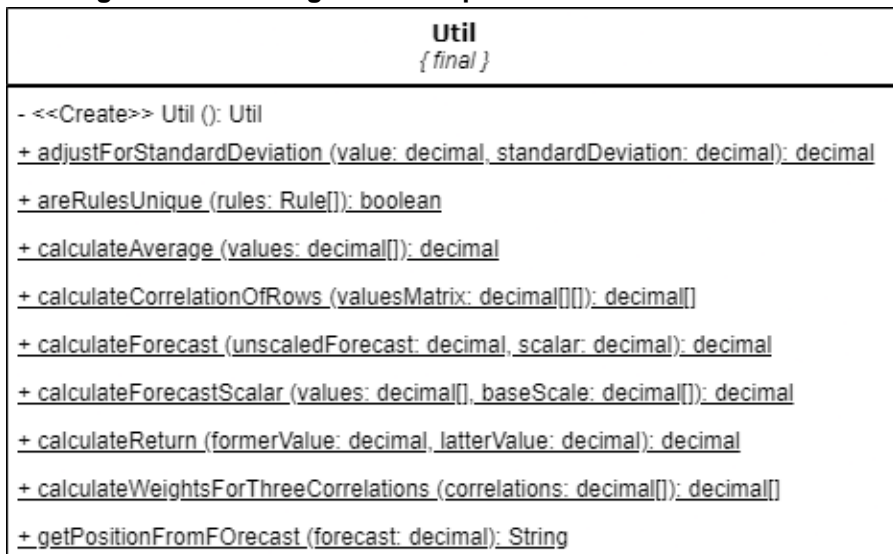 Util
{ final }
- <<Create>> Util (): Util
+ adjustForStandardDeviation (value: decimal, standardDeviation: decimal): decimal
+ areRulesUnique (rules: Rule[]): boolean
+ calculateAverage (values: decimal[]): decimal
+ calculateCorrelationOfRows (valuesMatrix: decimal[][]): decimal[]
+ calculateForecast (unscaledForecast: decimal, scalar: decimal): decimal
+ calculateForecastScalar (values: decimal[], baseScale: decimal[]): decimal
+ calculateReturn (formerValue: decimal, latterValue: decimal): decimal
+ calculateWeightsForThreeCorrelations (correlations: decimal[]): decimal[]
+ getPositionFromFOrecast (forecast: decimal): String